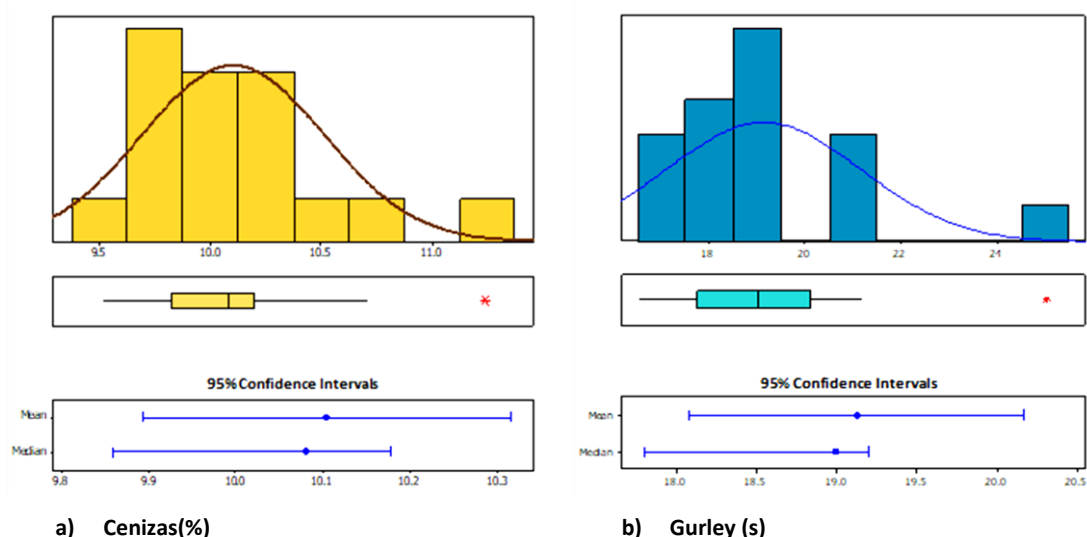 9.5 10.0 10.5 11.0
95% Confidence Intervals
Mean
Median
9.8 9.9 10.0 10.1 10.2 10.3
a) Cenizas(%)
18 20 22 24
95% Confidence Intervals
Mean
Median
18.0 18.5 19.0 19.5 20.0 20.5
b) Gurley (s)